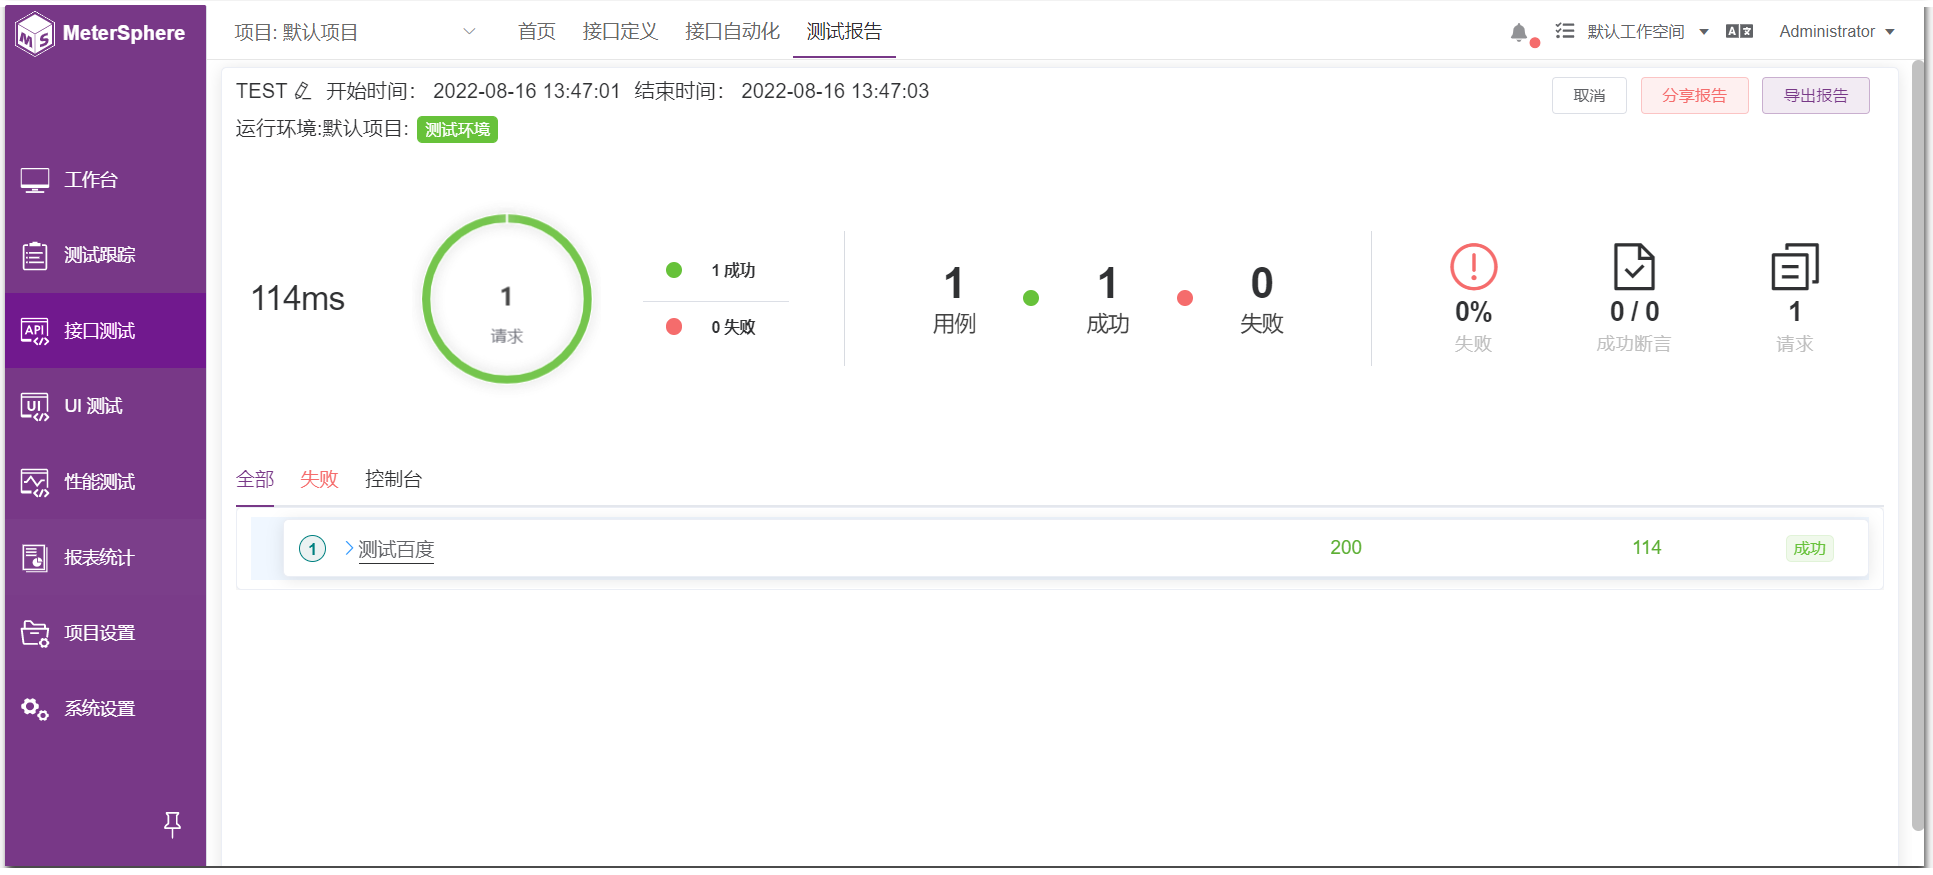 MeterSphere
项目: 默认项目
首页
接口定义
接口自动化
测试报告
默认工作空间
Administrator
TEST 开始时间： 2022-08-16 13:47:01 结束时间： 2022-08-16 13:47:03
取消
分享报告
导出报告
运行环境:默认项目: 测试环境
工作台
测试跟踪
接口测试
UI 测试
性能测试
报表统计
项目设置
系统设置
114ms
1
请求
1 成功
0 失败
1
用例
1
成功
0
失败
0%
失败
0 / 0
成功断言
1
请求
全部
失败
控制台
1
测试百度
200
114
成功